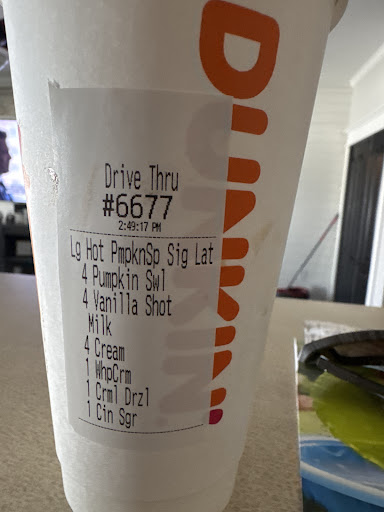 DUNKIN'
Drive Thru
#6677
2:49:17 PM
Lg Hot PmpknSp Sig Lat
4 Pumpkin Swl
4 Vanilla Shot
Milk
4 Cream
1 WhpCrm
1 Crml Drzl
1 Cin Sgr